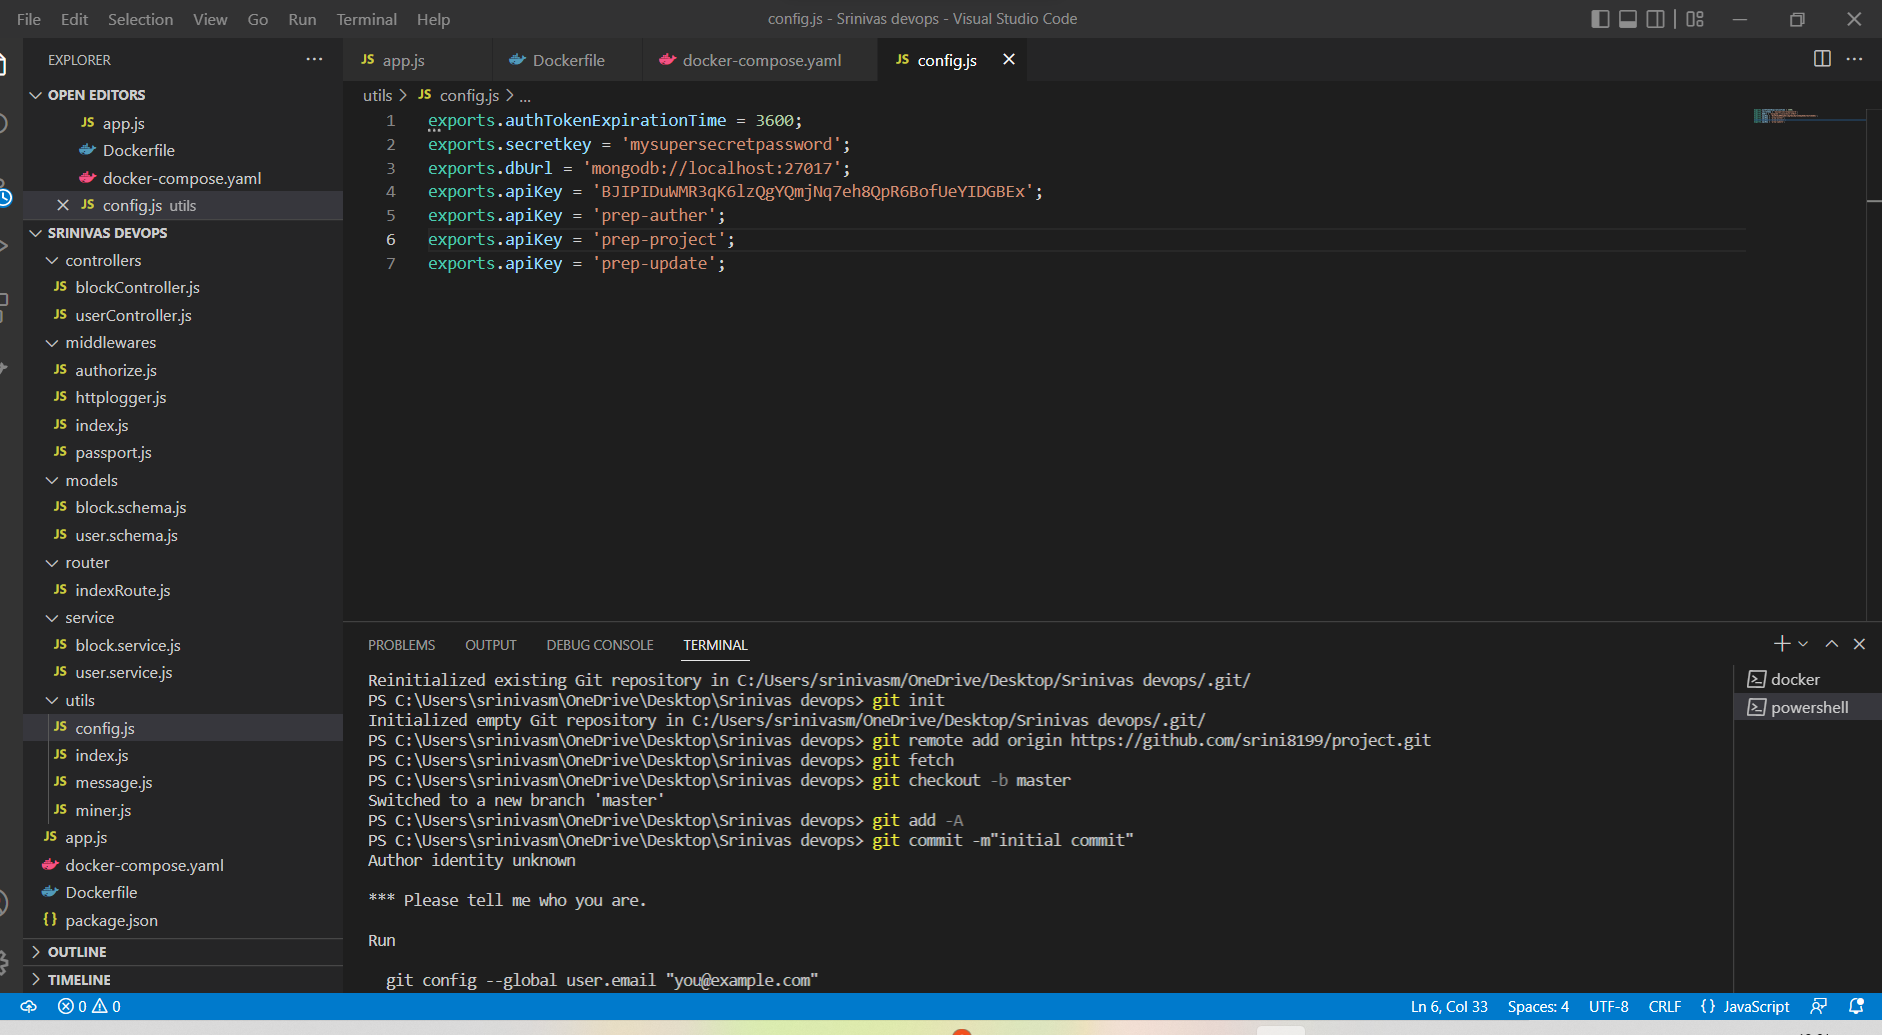 File Edit Selection View Go Run Terminal Help
config.js - Srinivas devops - Visual Studio Code
EXPLORER
OPEN EDITORS
JS app.js
Dockerfile
docker-compose.yaml
JS config.js utils
SRINIVAS DEVOPS
controllers
JS blockController.js
JS userController.js
middlewares
JS authorize.js
JS httplogger.js
JS index.js
JS passport.js
models
JS block.schema.js
JS user.schema.js
router
JS indexRoute.js
service
JS block.service.js
JS user.service.js
utils
JS config.js
JS index.js
JS message.js
JS miner.js
JS app.js
docker-compose.yaml
Dockerfile
{} package.json
OUTLINE
TIMELINE
JS app.js Dockerfile docker-compose.yaml JS config.js
utils > JS config.js > ...
1 exports.authTokenExpirationTime = 3600;
2 exports.secretkey = 'mysupersecretpassword';
3 exports.dbUrl = 'mongodb://localhost:27017';
4 exports.apiKey = 'BJIPIDuWMR3qK6lzQgYQmjNq7eh8QpR6BofUeYIDGBEx';
5 exports.apiKey = 'prep-auther';
6 exports.apiKey = 'prep-project';
7 exports.apiKey = 'prep-update';
PROBLEMS OUTPUT DEBUG CONSOLE TERMINAL
Reinitialized existing Git repository in C:/Users/srinivasm/OneDrive/Desktop/Srinivas devops/.git/
PS C:\Users\srinivasm\OneDrive\Desktop\Srinivas devops> git init
Initialized empty Git repository in C:/Users/srinivasm/OneDrive/Desktop/Srinivas devops/.git/
PS C:\Users\srinivasm\OneDrive\Desktop\Srinivas devops> git remote add origin https://github.com/srini8199/project.git
PS C:\Users\srinivasm\OneDrive\Desktop\Srinivas devops> git fetch
PS C:\Users\srinivasm\OneDrive\Desktop\Srinivas devops> git checkout -b master
Switched to a new branch 'master'
PS C:\Users\srinivasm\OneDrive\Desktop\Srinivas devops> git add -A
PS C:\Users\srinivasm\OneDrive\Desktop\Srinivas devops> git commit -m"initial commit"
Author identity unknown
*** Please tell me who you are.
Run
git config --global user.email "you@example.com"
docker
powershell
0 0
Ln 6, Col 33 Spaces: 4 UTF-8 CRLF {} JavaScript